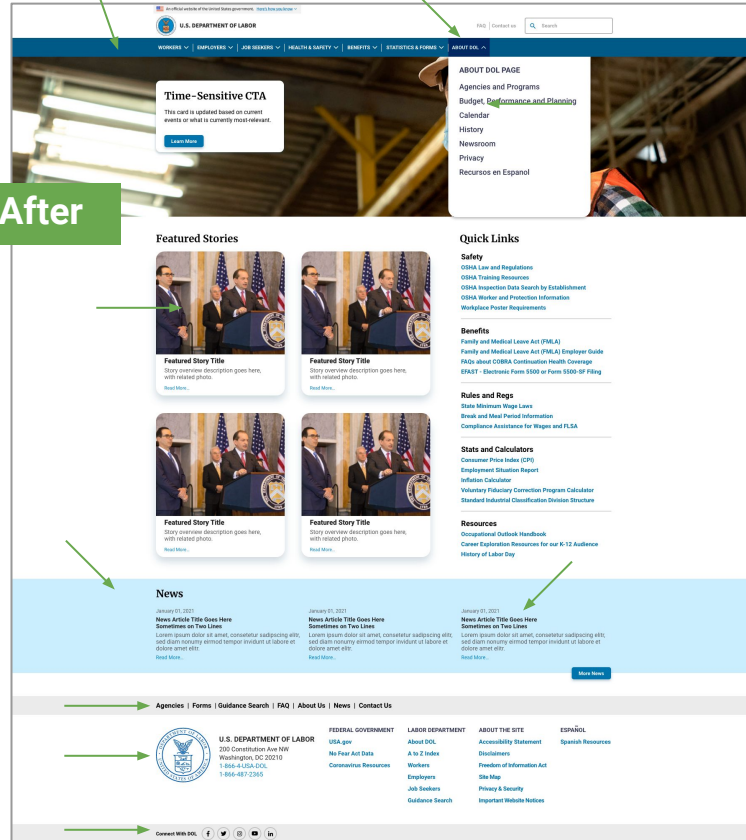 An official website of the United States government. Here's how you know
U.S. DEPARTMENT OF LABOR
FAQ | Contact us
Search
WORKERS | EMPLOYERS | JOB SEEKERS | HEALTH & SAFETY | BENEFITS | STATISTICS & FORMS | ABOUT DOL
ABOUT DOL PAGE
Agencies and Programs
Budget, Performance and Planning
Calendar
History
Newsroom
Privacy
Recursos en Espanol
Time-Sensitive CTA
This card is updated based on current
events or what is currently most-relevant.
Learn More
After
Featured Stories
Featured Story Title
Story overview description goes here,
with related photo.
Read More..
Featured Story Title
Story overview description goes here,
with related photo.
Read More..
Featured Story Title
Story overview description goes here,
with related photo.
Read More..
Featured Story Title
Story overview description goes here,
with related photo.
Read More..
Quick Links
Safety
OSHA Law and Regulations
OSHA Training Resources
OSHA Inspection Data Search by Establishment
OSHA Worker and Protection Information
Workplace Poster Requirements
Benefits
Family and Medical Leave Act (FMLA)
Family and Medical Leave Act (FMLA) Employer Guide
FAQs about COBRA Continuation Health Coverage
EFAST - Electronic Form 5500 or Form 5500-SF Filing
Rules and Regs
State Minimum Wage Laws
Break and Meal Period Information
Compliance Assistance for Wages and FLSA
Stats and Calculators
Consumer Price Index (CPI)
Employment Situation Report
Inflation Calculator
Voluntary Fiduciary Correction Program Calculator
Standard Industrial Classification Division Structure
Resources
Occupational Outlook Handbook
Career Exploration Resources for our K-12 Audience
History of Labor Day
News
January 01, 2021
News Article Title Goes Here
Sometimes on Two Lines
Lorem ipsum dolor sit amet, consetetur sadipscing elitr,
sed diam nonumy eirmod tempor invidunt ut labore et
dolore amet elitr.
Read More...
January 01, 2021
News Article Title Goes Here
Sometimes on Two Lines
Lorem ipsum dolor sit amet, consetetur sadipscing elitr,
sed diam nonumy eirmod tempor invidunt ut labore et
dolore amet elitr.
Read More...
January 01, 2021
News Article Title Goes Here
Sometimes on Two Lines
Lorem ipsum dolor sit amet, consetetur sadipscing elitr,
sed diam nonumy eirmod tempor invidunt ut labore et
dolore amet elitr.
Read More...
More News
Agencies | Forms | Guidance Search | FAQ | About Us | News | Contact Us
DEPARTMENT OF LABOR
UNITED STATES OF AMERICA
U.S. DEPARTMENT OF LABOR
200 Constitution Ave NW
Washington, DC 20210
1-866-4-USA-DOL
1-866-487-2365
FEDERAL GOVERNMENT
USA.gov
No Fear Act Data
Coronavirus Resources
LABOR DEPARTMENT
About DOL
A to Z Index
Workers
Employers
Job Seekers
Guidance Search
ABOUT THE SITE
Accessibility Statement
Disclaimers
Freedom of Information Act
Site Map
Privacy & Security
Important Website Notices
ESPAÑOL
Spanish Resources
Connect With DOL